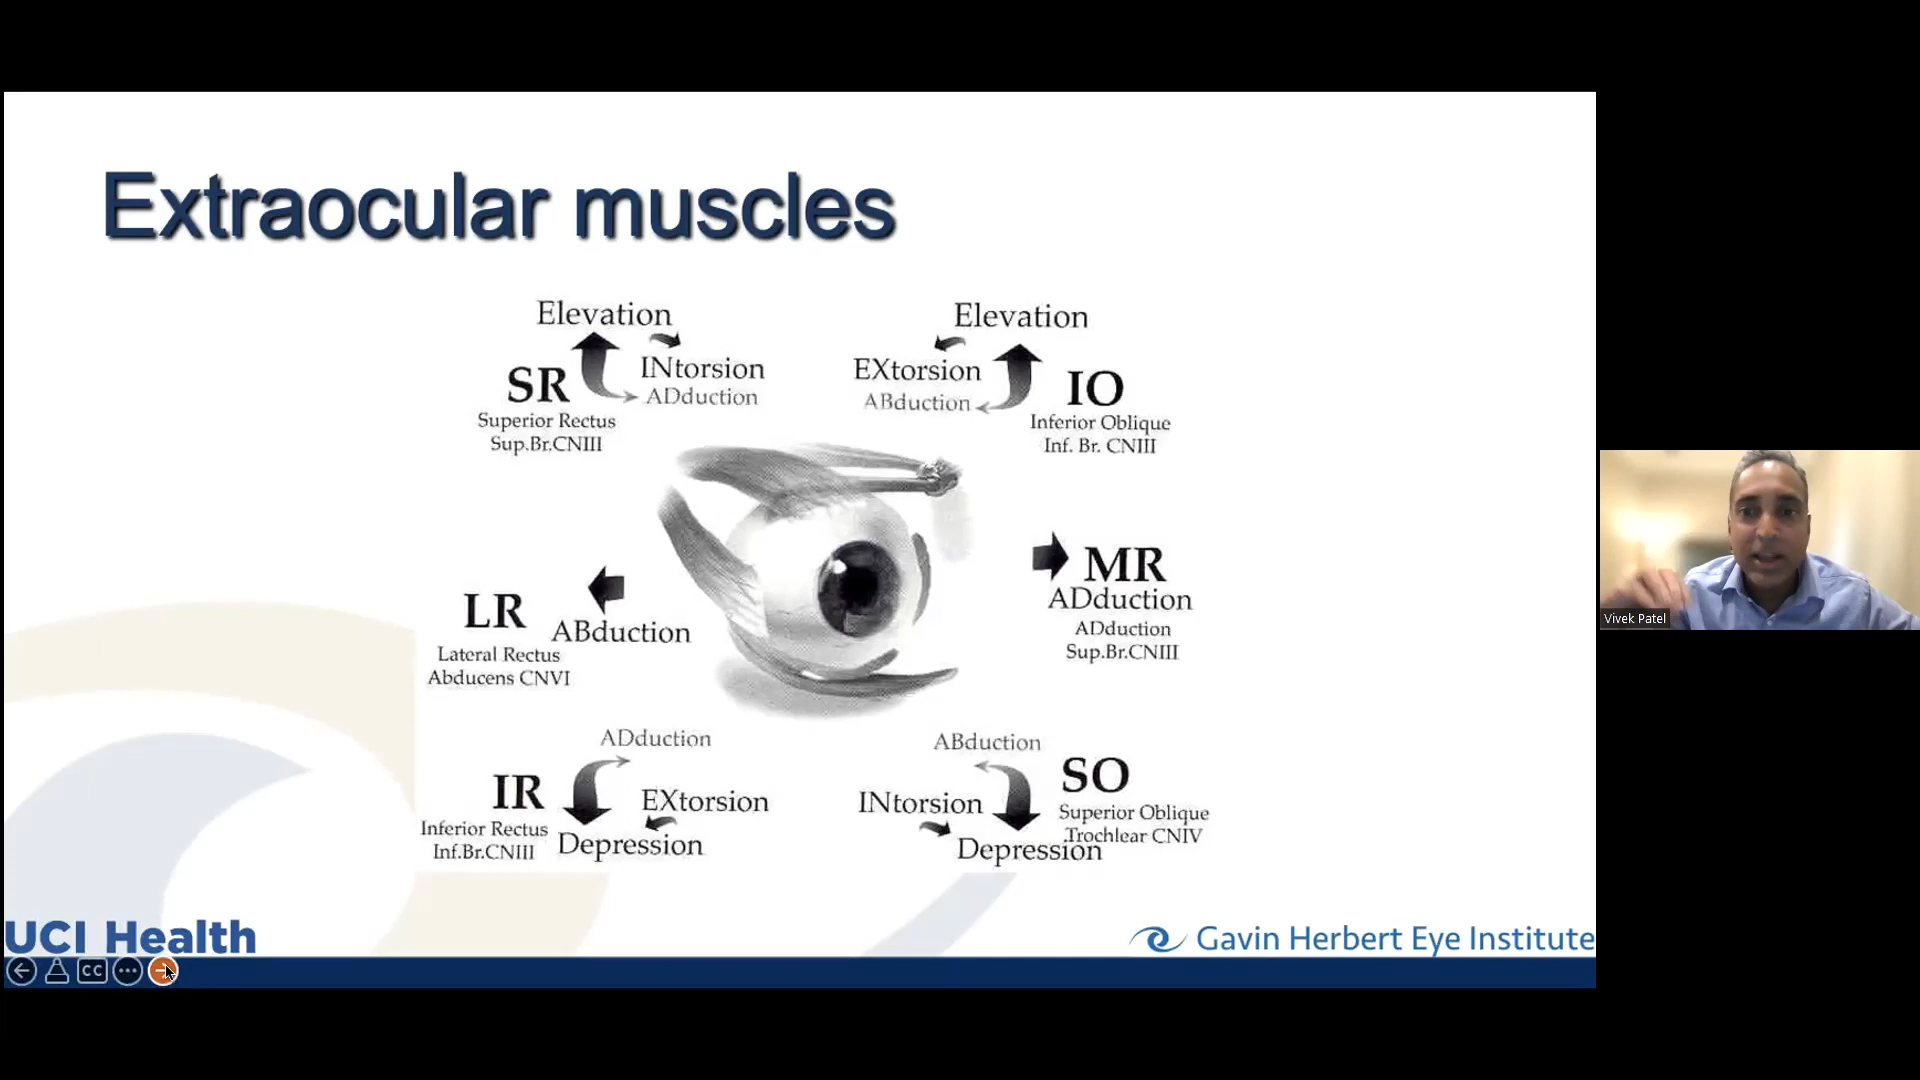 Extraocular muscles
Elevation
INtorsion
ADduction
SR
Superior Rectus
Sup.Br.CNIII
Elevation
EXtorsion
ABduction
IO
Inferior Oblique
Inf. Br. CNIII
LR
ABduction
Lateral Rectus
Abducens CNVI
MR
ADduction
ADduction
Sup.Br.CNIII
ADduction
IR
EXtorsion
Inferior Rectus
Inf.Br.CNIII
Depression
ABduction
SO
INtorsion
Superior Oblique
Trochlear CNIV
Depression
UCI Health
Gavin Herbert Eye Institute
CC
Vivek Patel